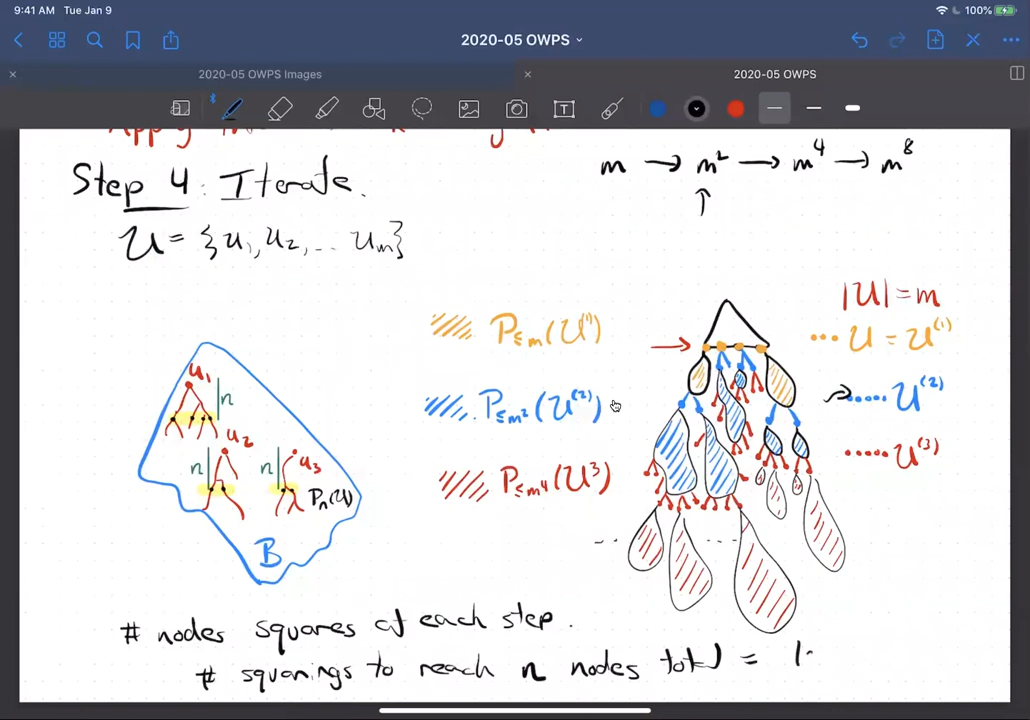 9:41 AM Tue Jan 9
100%
2020-05 OWPS
2020-05 OWPS Images
2020-05 OWPS
Apply
Step 4: Iterate.
m → m² → m⁴ → m⁸
↑
U = {u₁, u₂, ... uₘ}
|U| = m
P≤m(U⁽¹⁾)
... U = U⁽¹⁾
P≤m²(U⁽²⁾)
..... U⁽²⁾
P≤m⁴(U³)
..... U⁽³⁾
u₁
n
u₂
n
n
u₃
Pₙ(U)
B
# nodes squares at each step.
# squarings to reach n nodes total =